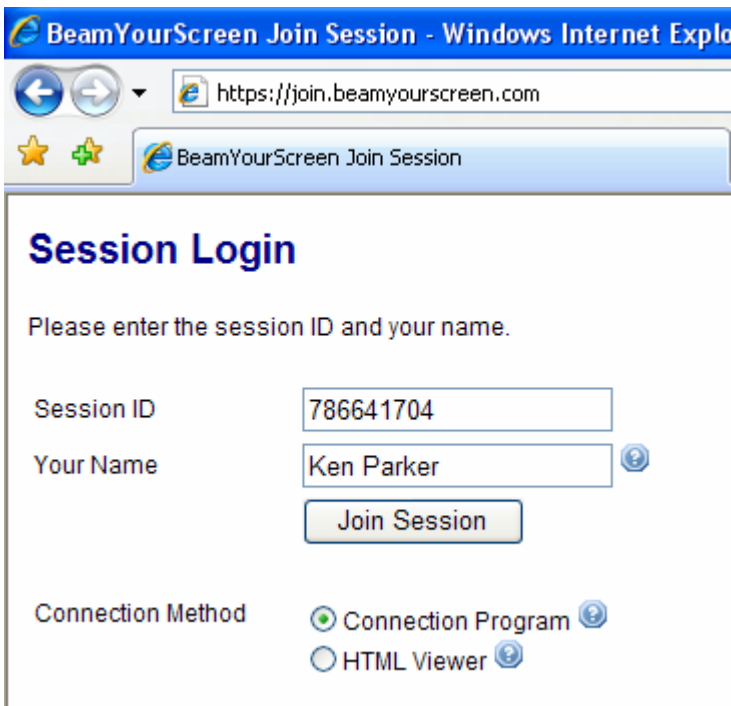 BeamYourScreen Join Session - Windows Internet Explo
https://join.beamyourscreen.com
BeamYourScreen Join Session
Session Login
Please enter the session ID and your name.
Session ID 786641704
Your Name Ken Parker
Join Session
Connection Method Connection Program
HTML Viewer